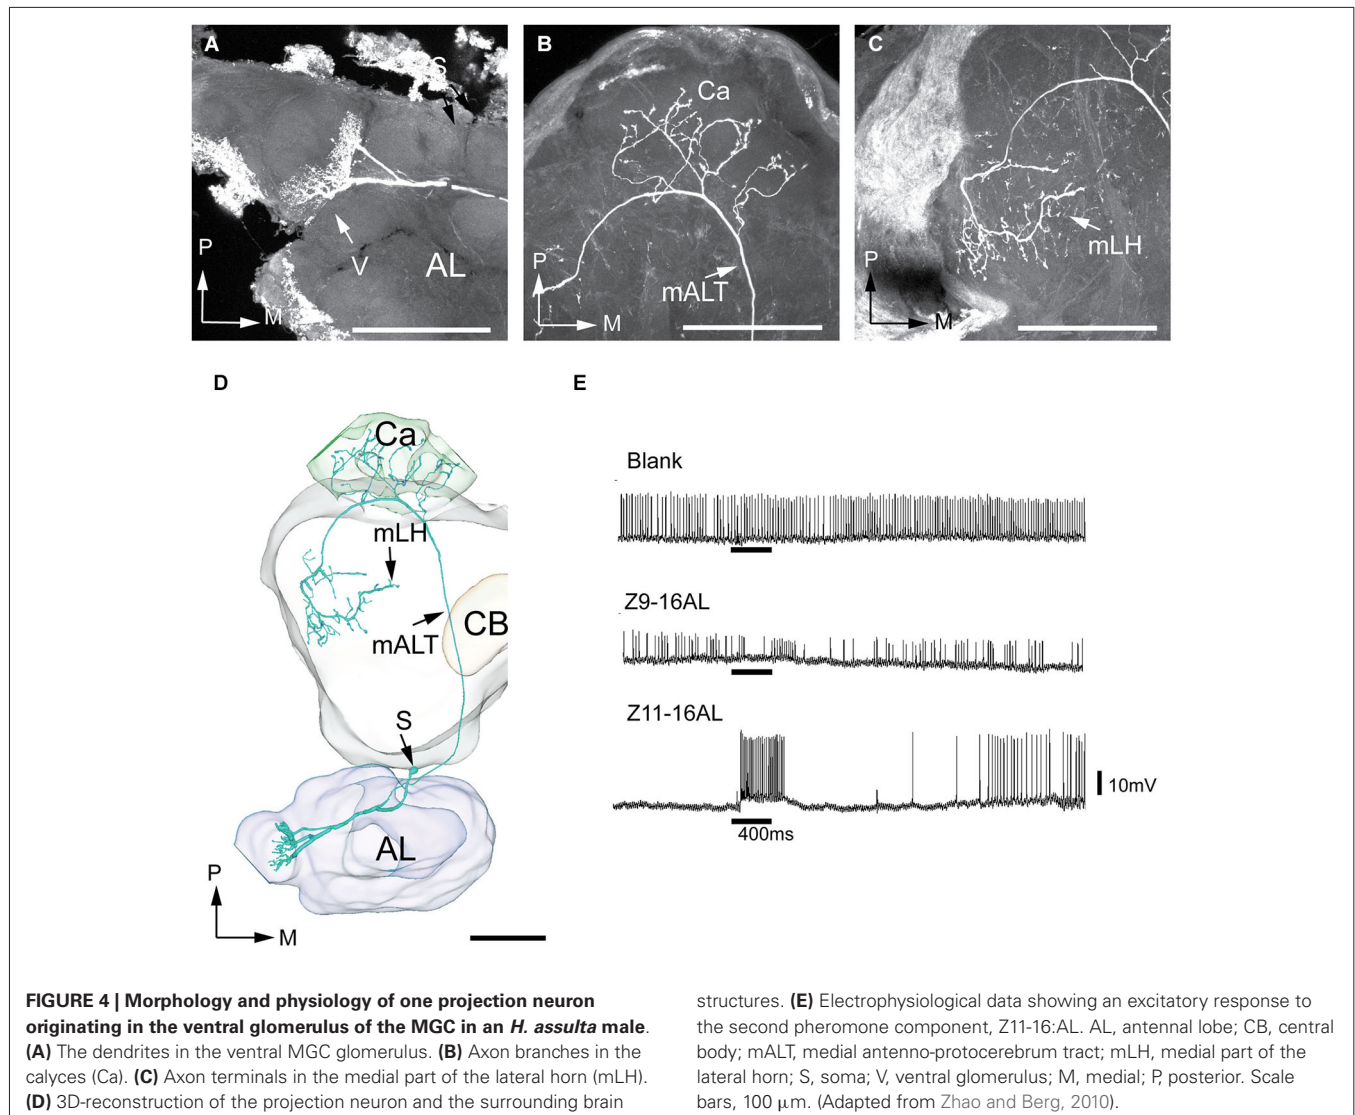 A
S
V
AL
P
M
B
Ca
mALT
P
M
C
mLH
P
M
D
Ca
mLH
mALT
CB
S
AL
P
M
E
Blank
Z9-16AL
Z11-16AL
10mV
400ms
FIGURE 4 | Morphology and physiology of one projection neuron
originating in the ventral glomerulus of the MGC in an H. assulta male.
(A) The dendrites in the ventral MGC glomerulus. (B) Axon branches in the
calyces (Ca). (C) Axon terminals in the medial part of the lateral horn (mLH).
(D) 3D-reconstruction of the projection neuron and the surrounding brain
structures. (E) Electrophysiological data showing an excitatory response to
the second pheromone component, Z11-16:AL. AL, antennal lobe; CB, central
body; mALT, medial antenno-protocerebrum tract; mLH, medial part of the
lateral horn; S, soma; V, ventral glomerulus; M, medial; P, posterior. Scale
bars, 100 μm. (Adapted from Zhao and Berg, 2010).